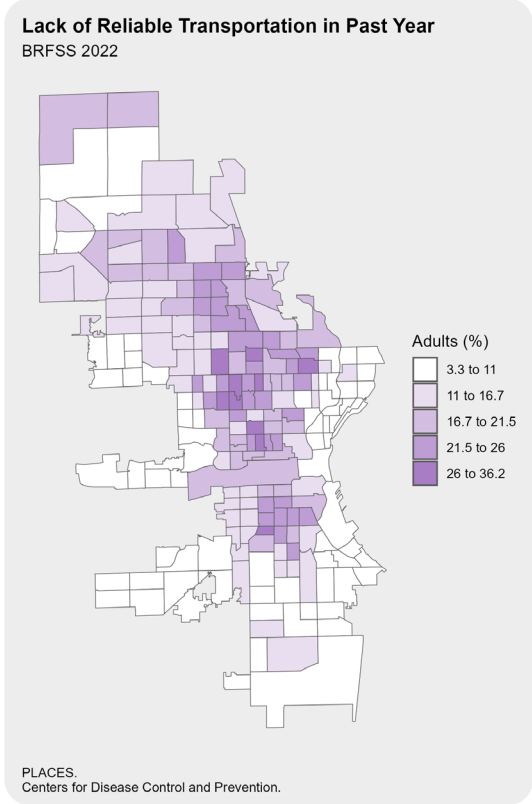 Lack of Reliable Transportation in Past Year
BRFSS 2022
Adults (%)
3.3 to 11
11 to 16.7
16.7 to 21.5
21.5 to 26
26 to 36.2
PLACES.
Centers for Disease Control and Prevention.